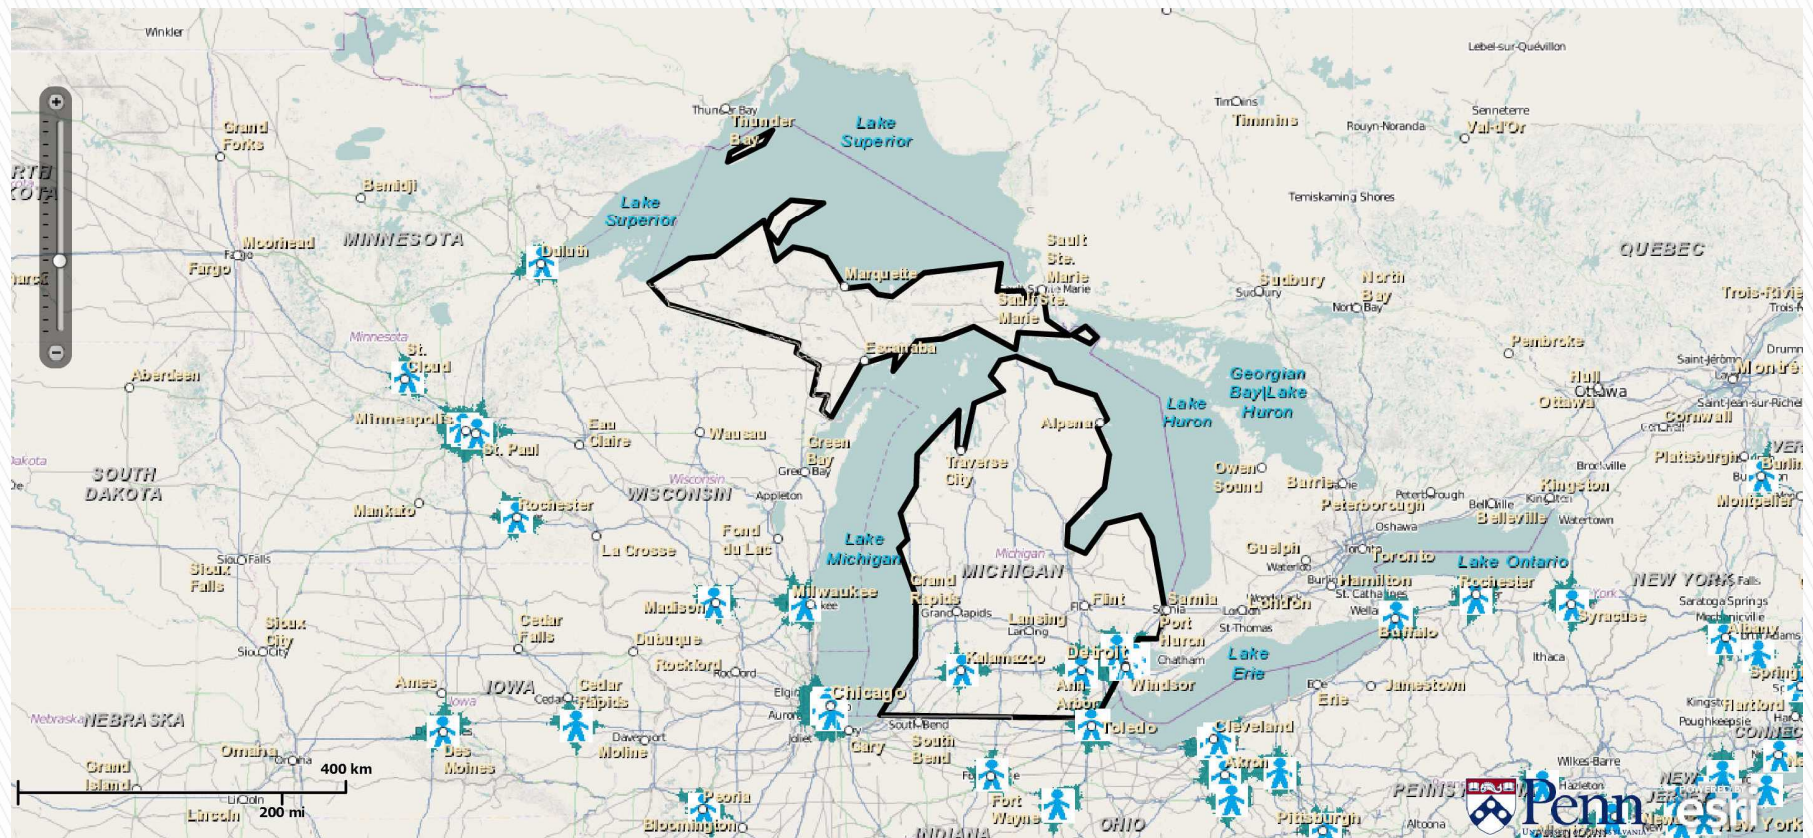 Winkler
Lebel-sur-Quévillon
Thunder Bay
Thunder
Bay
Lake
Superior
Timmins
Timmins
Senneterre
Rouyn-Noranda
Val-d'Or
Grand
Forks
Bemidji
Lake
Superior
Temiskaming Shores
MINNESOTA
Moorhead
Fargo
Fargo
Duluth
Marquette
Sault
Ste.
Marie
Sault Ste.
Marie
Sudbury
Sudbury
North
Bay
North Bay
QUEBEC
Minnesota
St.
Cloud
Aberdeen
Escanaba
Pembroke
Hull
Ottawa
Ottawa
Cornwall
Georgian
Bay|Lake
Huron
Lake
Huron
Alpena
Minneapolis
St. Paul
Eau
Claire
Wausau
Green
Bay
Green Bay
Traverse
City
Owen
Sound
Barrie
Plattsburgh
Brockville
Dakota
SOUTH
DAKOTA
Mankato
Rochester
Wisconsin
WISCONSIN
Appleton
Peterborough
Peterborough
Belleville
Belleville
Kingston
Kingston
Watertown
Montpelier
Oshawa
La Crosse
Fond
du Lac
Lake
Michigan
Michigan
MICHIGAN
Guelph
Waterloo
Toronto
Toronto
Lake Ontario
Sioux Falls
Sioux
Falls
Madison
Milwaukee
Grand
Rapids
Grand Rapids
Lansing
Lansing
Flint
Sarnia
Port
Huron
London
London
St-Thomas
Hamilton
St. Catharines
Buffalo
Rochester
Syracuse
NEW YORK
Saratoga Springs
Albany
Sioux
City
Sioux City
Cedar
Falls
Dubuque
Rockford
Rockford
Kalamazoo
Detroit
Ann
Arbor
Windsor
Chatham
Lake
Erie
Erie
Erie
Jamestown
Ithaca
Ames
Iowa
IOWA
Cedar
Rapids
Elgin
Aurora
Joliet
Chicago
Gary
South Bend
South
Bend
Toledo
Cleveland
Akron
Hartford
Poughkeepsie
Nebraska
NEBRASKA
Omaha
Omaha
Des
Moines
Davenport
Moline
Grand
Island
Lincoln
Lincoln
400 km
200 mi
Peoria
Bloomington
Fort
Wayne
INDIANA
OHIO
Pittsburgh
Altoona
Wilkes-Barre
Hazleton
Penn
POWERED BY
esri